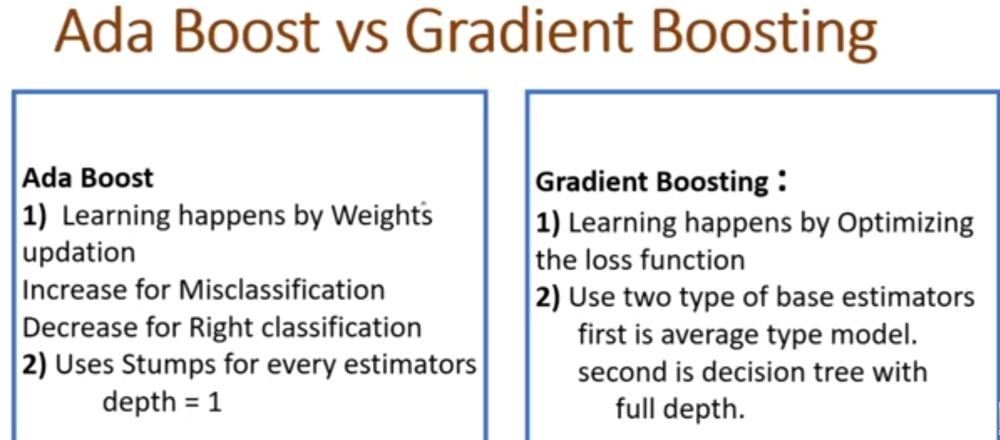 Ada Boost vs Gradient Boosting
Ada Boost
1) Learning happens by Weights
updation
Increase for Misclassification
Decrease for Right classification
2) Uses Stumps for every estimators
depth = 1
Gradient Boosting :
1) Learning happens by Optimizing
the loss function
2) Use two type of base estimators
first is average type model.
second is decision tree with
full depth.